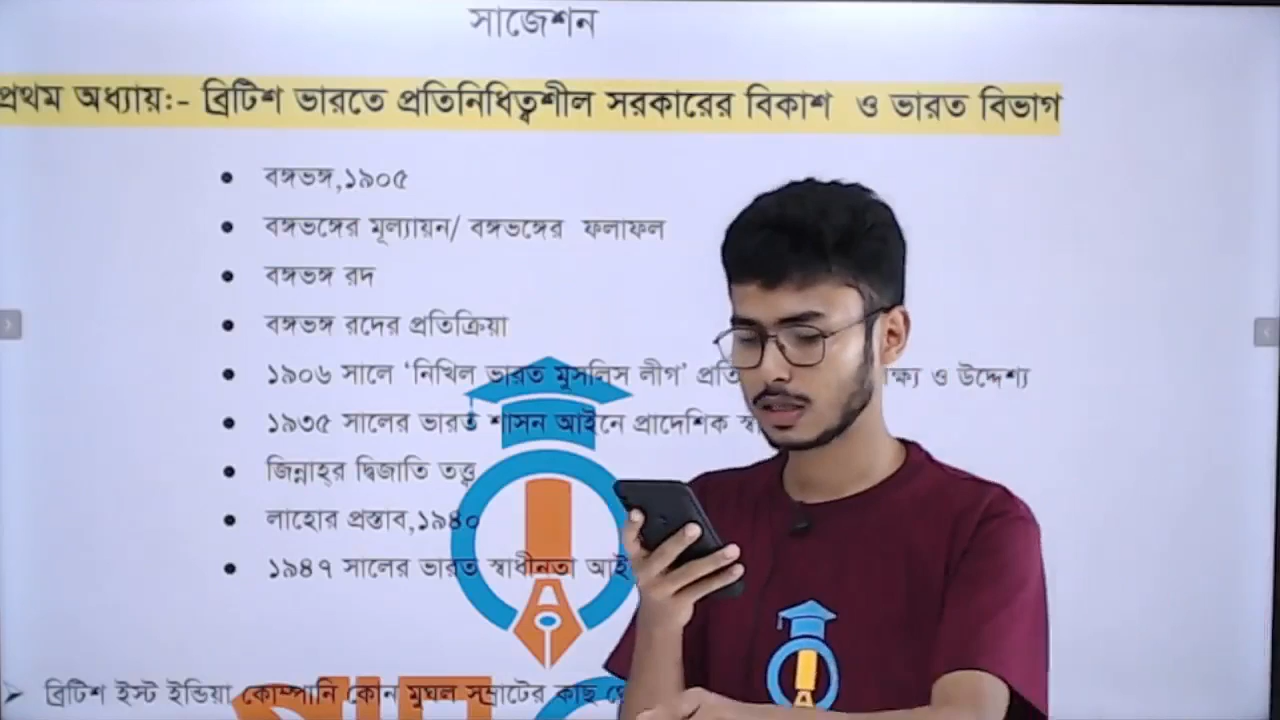 সাজেশন
প্রথম অধ্যায়:- ব্রিটিশ ভারতে প্রতিনিধিত্বশীল সরকারের বিকাশ ও ভারত বিভাগ
বঙ্গভঙ্গ,১৯০৫
বঙ্গভঙ্গের মূল্যায়ন/ বঙ্গভঙ্গের ফলাফল
বঙ্গভঙ্গ রদ
বঙ্গভঙ্গ রদের প্রতিক্রিয়া
১৯০৬ সালে ‘নিখিল ভারত মুসলিস লীগ’ ও উদ্দেশ্য
১৯৩৫ সালের ভারত শাসন আইনে প্রাদেশিক
জিন্নাহ্‌র দ্বিজাতি তত্ত্ব
লাহোর প্রস্তাব,১৯৪০
১৯৪৭ সালের ভারত স্বাধীনতা
ব্রিটিশ ইস্ট ইন্ডিয়া কোম্পানি কোন মুঘল সম্রাটের কাছ